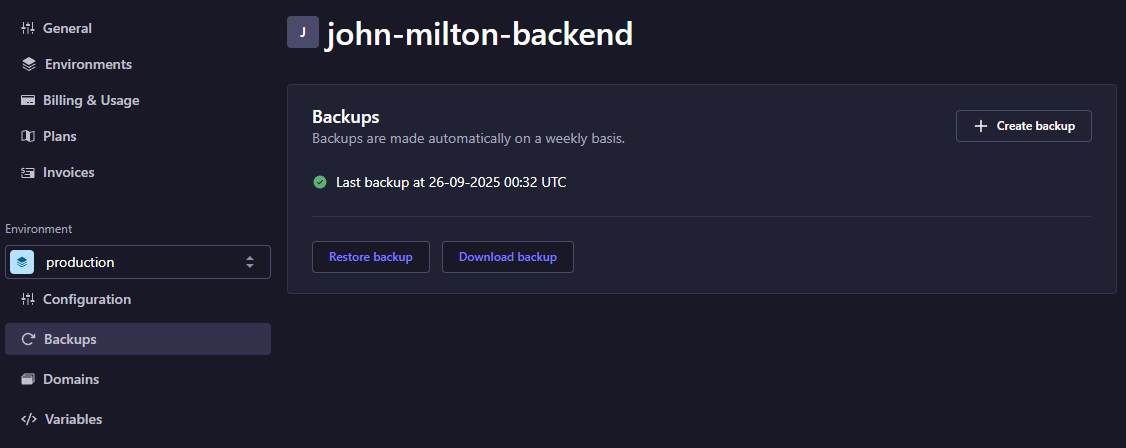 General
Environments
Billing & Usage
Plans
Invoices
Environment
production
Configuration
Backups
Domains
Variables
J
john-milton-backend
Backups
Backups are made automatically on a weekly basis.
Create backup
Last backup at 26-09-2025 00:32 UTC
Restore backup
Download backup